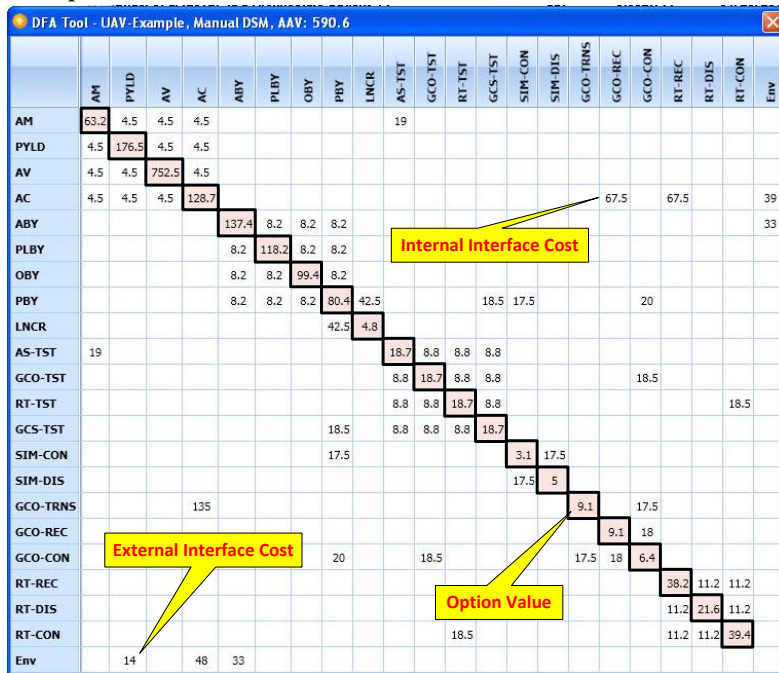 DFA Tool - UAV-Example, Manual DSM, AAV: 590.6
AM PYLD AV AC ABY PLBY OBY PBY LNCR AS-TST GCO-TST RT-TST GCS-TST SIM-CON SIM-DIS GCO-TRNS GCO-REC GCO-CON RT-REC RT-DIS RT-CON Env
AM 63.2 4.5 4.5 4.5 19
PYLD 4.5 176.5 4.5 4.5
AV 4.5 4.5 752.5 4.5
AC 4.5 4.5 4.5 128.7 67.5 67.5 39
ABY 137.4 8.2 8.2 8.2 33
Internal Interface Cost
PLBY 8.2 118.2 8.2 8.2
OBY 8.2 8.2 99.4 8.2
PBY 8.2 8.2 8.2 80.4 42.5 18.5 17.5 20
LNCR 42.5 4.8
AS-TST 19 18.7 8.8 8.8 8.8
GCO-TST 8.8 18.7 8.8 8.8 18.5
RT-TST 8.8 8.8 18.7 8.8 18.5
GCS-TST 18.5 8.8 8.8 8.8 18.7
SIM-CON 17.5 3.1 17.5
SIM-DIS 17.5 5
GCO-TRNS 135 9.1 17.5
GCO-REC 9.1 18
External Interface Cost
GCO-CON 20 18.5 17.5 18 6.4
RT-REC 38.2 11.2 11.2
Option Value
RT-DIS 11.2 21.6 11.2
RT-CON 18.5 11.2 11.2 39.4
Env 14 48 33